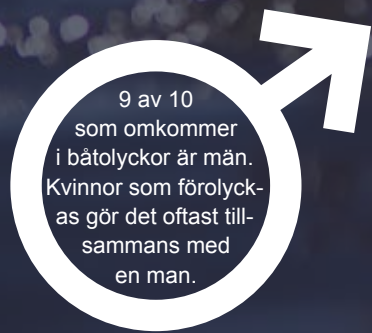 9 av 10
som omkommer
i båtolyckor är män.
Kvinnor som förolyck-
as gör det oftast till-
sammans med
en man.